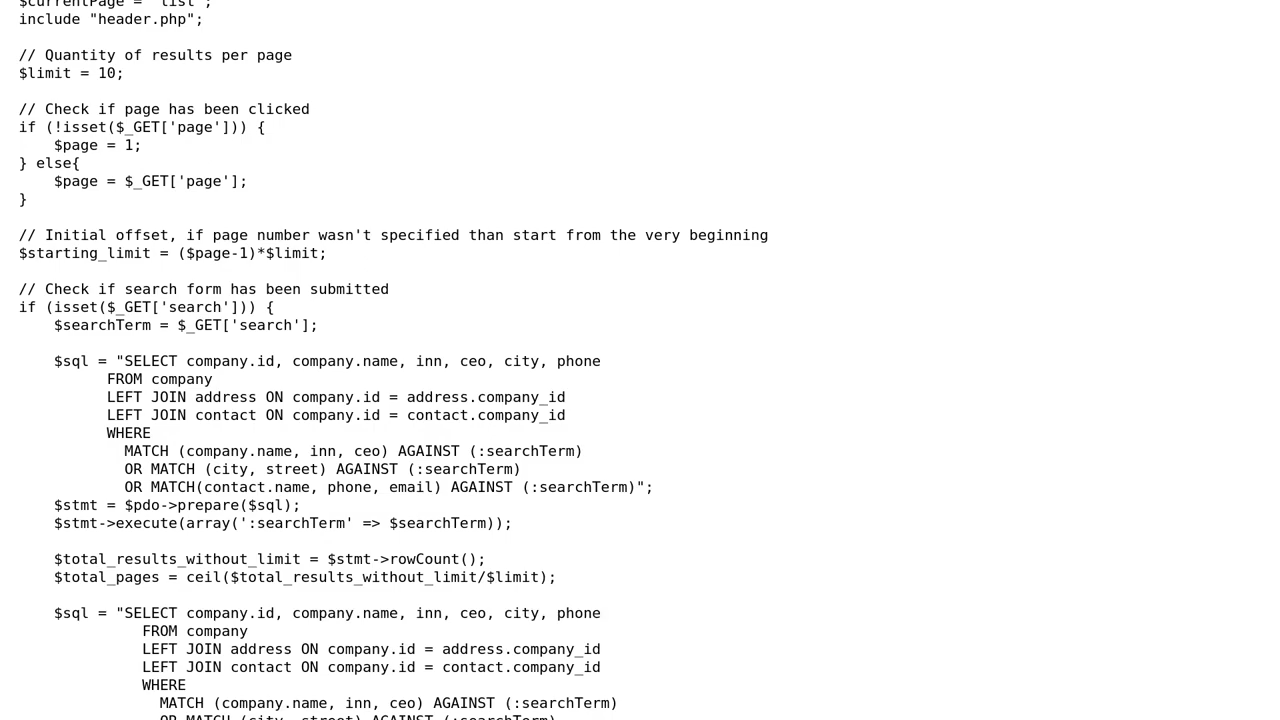 $currentPage = "list";
include "header.php";
// Quantity of results per page
$limit = 10;
// Check if page has been clicked
if (!isset($_GET['page'])) {
    $page = 1;
} else{
    $page = $_GET['page'];
}
// Initial offset, if page number wasn't specified than start from the very beginning
$starting_limit = ($page-1)*$limit;
// Check if search form has been submitted
if (isset($_GET['search'])) {
    $searchTerm = $_GET['search'];
    $sql = "SELECT company.id, company.name, inn, ceo, city, phone
          FROM company
          LEFT JOIN address ON company.id = address.company_id
          LEFT JOIN contact ON company.id = contact.company_id
          WHERE
            MATCH (company.name, inn, ceo) AGAINST (:searchTerm)
            OR MATCH (city, street) AGAINST (:searchTerm)
            OR MATCH(contact.name, phone, email) AGAINST (:searchTerm)";
    $stmt = $pdo->prepare($sql);
    $stmt->execute(array(':searchTerm' => $searchTerm));
    $total_results_without_limit = $stmt->rowCount();
    $total_pages = ceil($total_results_without_limit/$limit);
    $sql = "SELECT company.id, company.name, inn, ceo, city, phone
              FROM company
              LEFT JOIN address ON company.id = address.company_id
              LEFT JOIN contact ON company.id = contact.company_id
              WHERE
                MATCH (company.name, inn, ceo) AGAINST (:searchTerm)
                OR MATCH (city, street) AGAINST (:searchTerm)